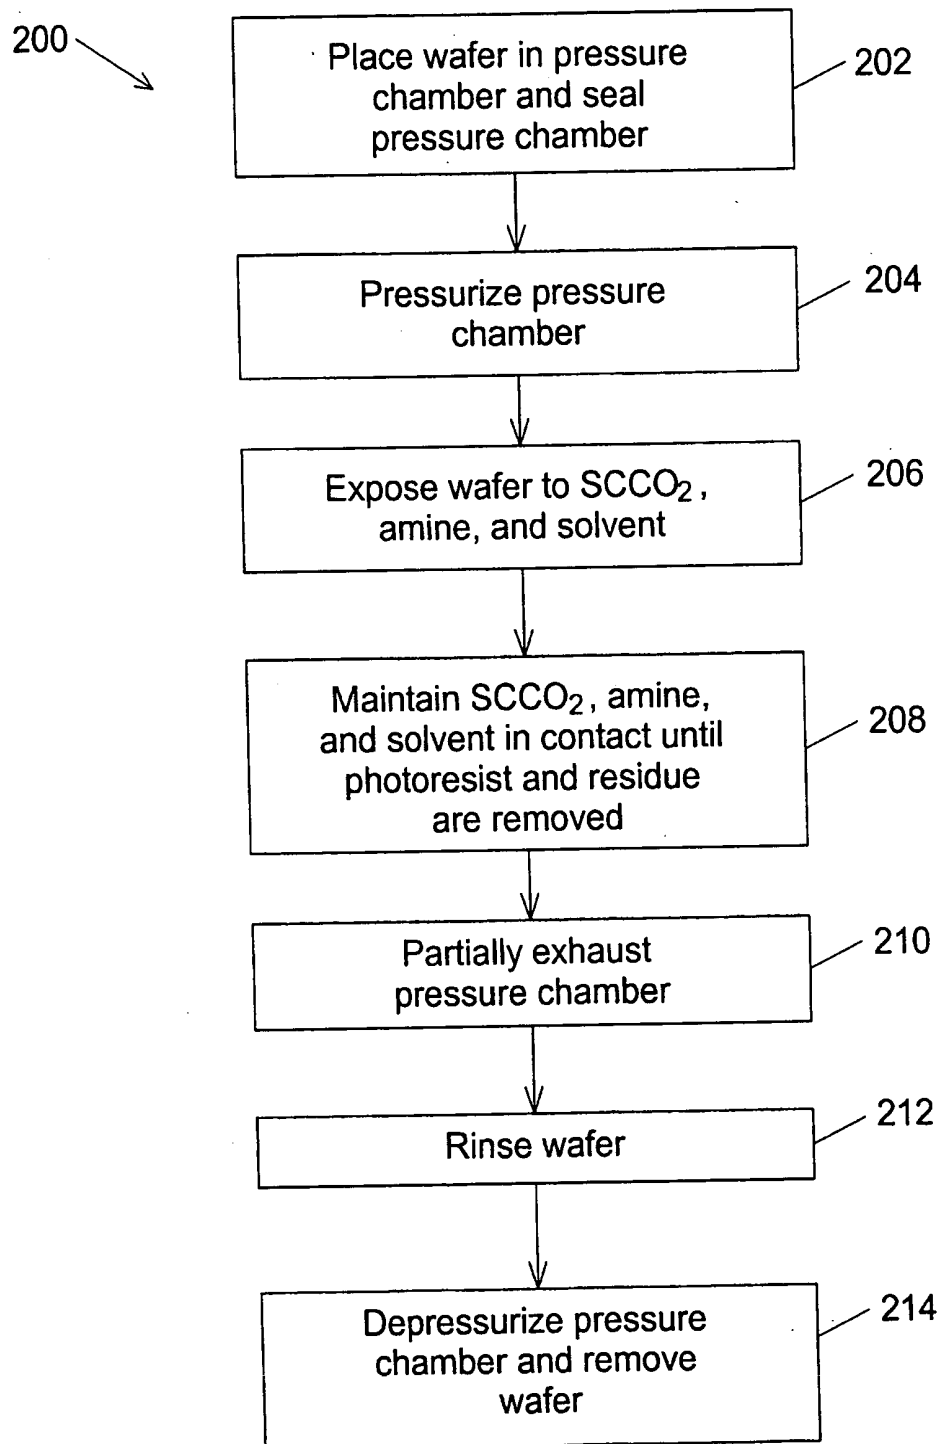 200
Place wafer in pressure
chamber and seal
pressure chamber
202
Pressurize pressure
chamber
204
Expose wafer to SCCO₂,
amine, and solvent
206
Maintain SCCO₂, amine,
and solvent in contact until
photoresist and residue
are removed
208
Partially exhaust
pressure chamber
210
Rinse wafer
212
Depressurize pressure
chamber and remove
wafer
214